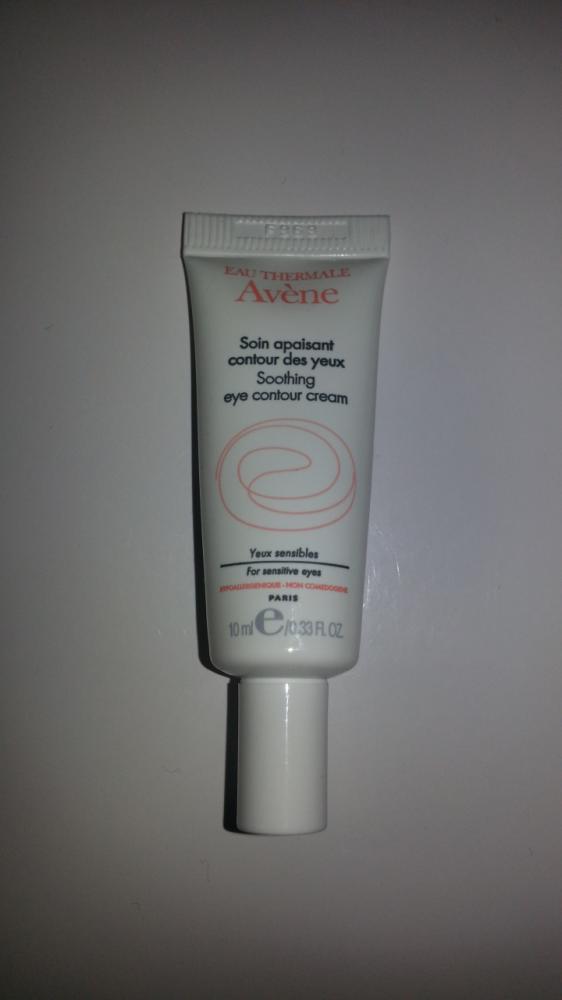 F363
EAU THERMALE
Avène
Soin apaisant
contour des yeux
Soothing
eye contour cream
Yeux sensibles
For sensitive eyes
HYPOALLERGENIQUE - NON COMEDOGENE
PARIS
10 ml e/0.33 FL. OZ.